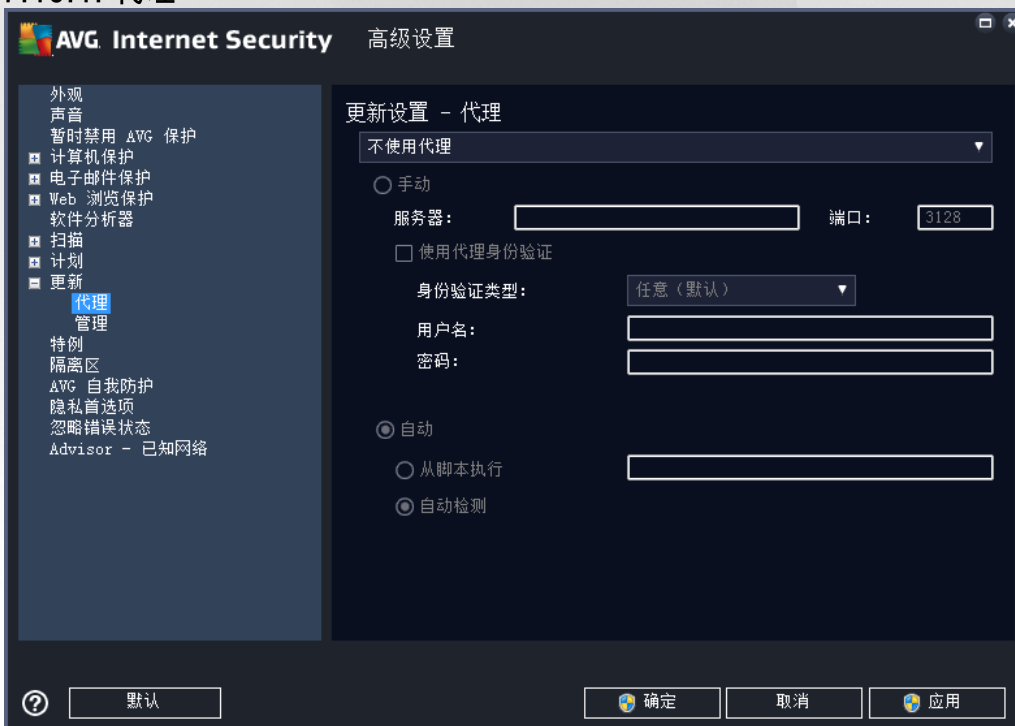 AVG. Internet Security 高级设置
外观
声音
暂时禁用 AVG 保护
计算机保护
电子邮件保护
Web 浏览保护
软件分析器
扫描
计划
更新
代理
管理
特例
隔离区
AVG 自我防护
隐私首选项
忽略错误状态
Advisor - 已知网络
更新设置 - 代理
不使用代理
手动
服务器: 端口: 3128
使用代理身份验证
身份验证类型: 任意（默认）
用户名:
密码:
自动
从脚本执行
自动检测
默认 确定 取消 应用